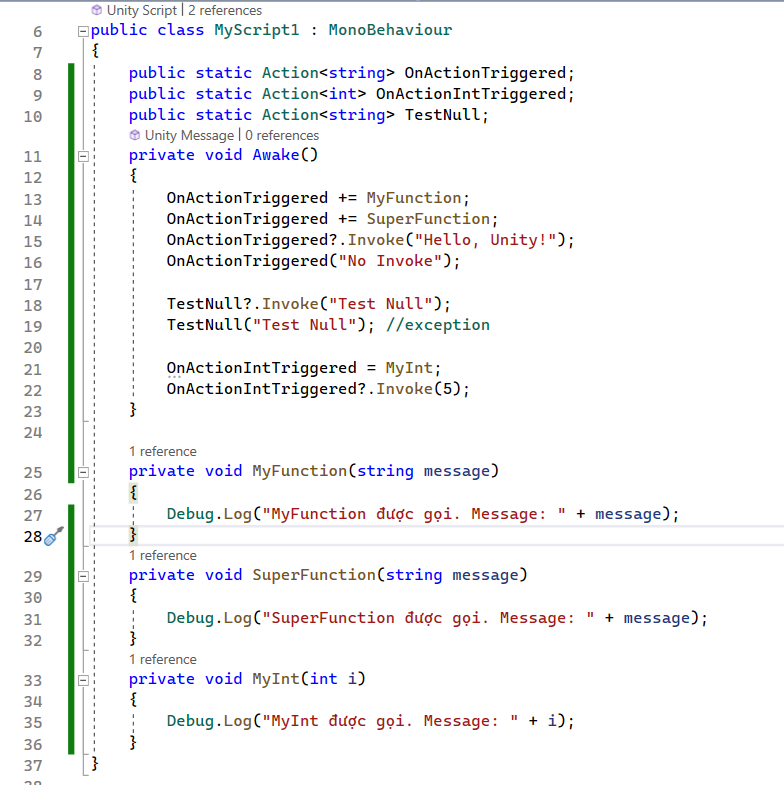 Unity Script | 2 references
6 public class MyScript1 : MonoBehaviour
7 {
8 public static Action<string> OnActionTriggered;
9 public static Action<int> OnActionIntTriggered;
10 public static Action<string> TestNull;
Unity Message | 0 references
11 private void Awake()
12 {
13 OnActionTriggered += MyFunction;
14 OnActionTriggered += SuperFunction;
15 OnActionTriggered?.Invoke("Hello, Unity!");
16 OnActionTriggered("No Invoke");
17
18 TestNull?.Invoke("Test Null");
19 TestNull("Test Null"); //exception
20
21 OnActionIntTriggered = MyInt;
22 OnActionIntTriggered?.Invoke(5);
23 }
24
1 reference
25 private void MyFunction(string message)
26 {
27 Debug.Log("MyFunction được gọi. Message: " + message);
28 }
1 reference
29 private void SuperFunction(string message)
30 {
31 Debug.Log("SuperFunction được gọi. Message: " + message);
32 }
1 reference
33 private void MyInt(int i)
34 {
35 Debug.Log("MyInt được gọi. Message: " + i);
36 }
37 }